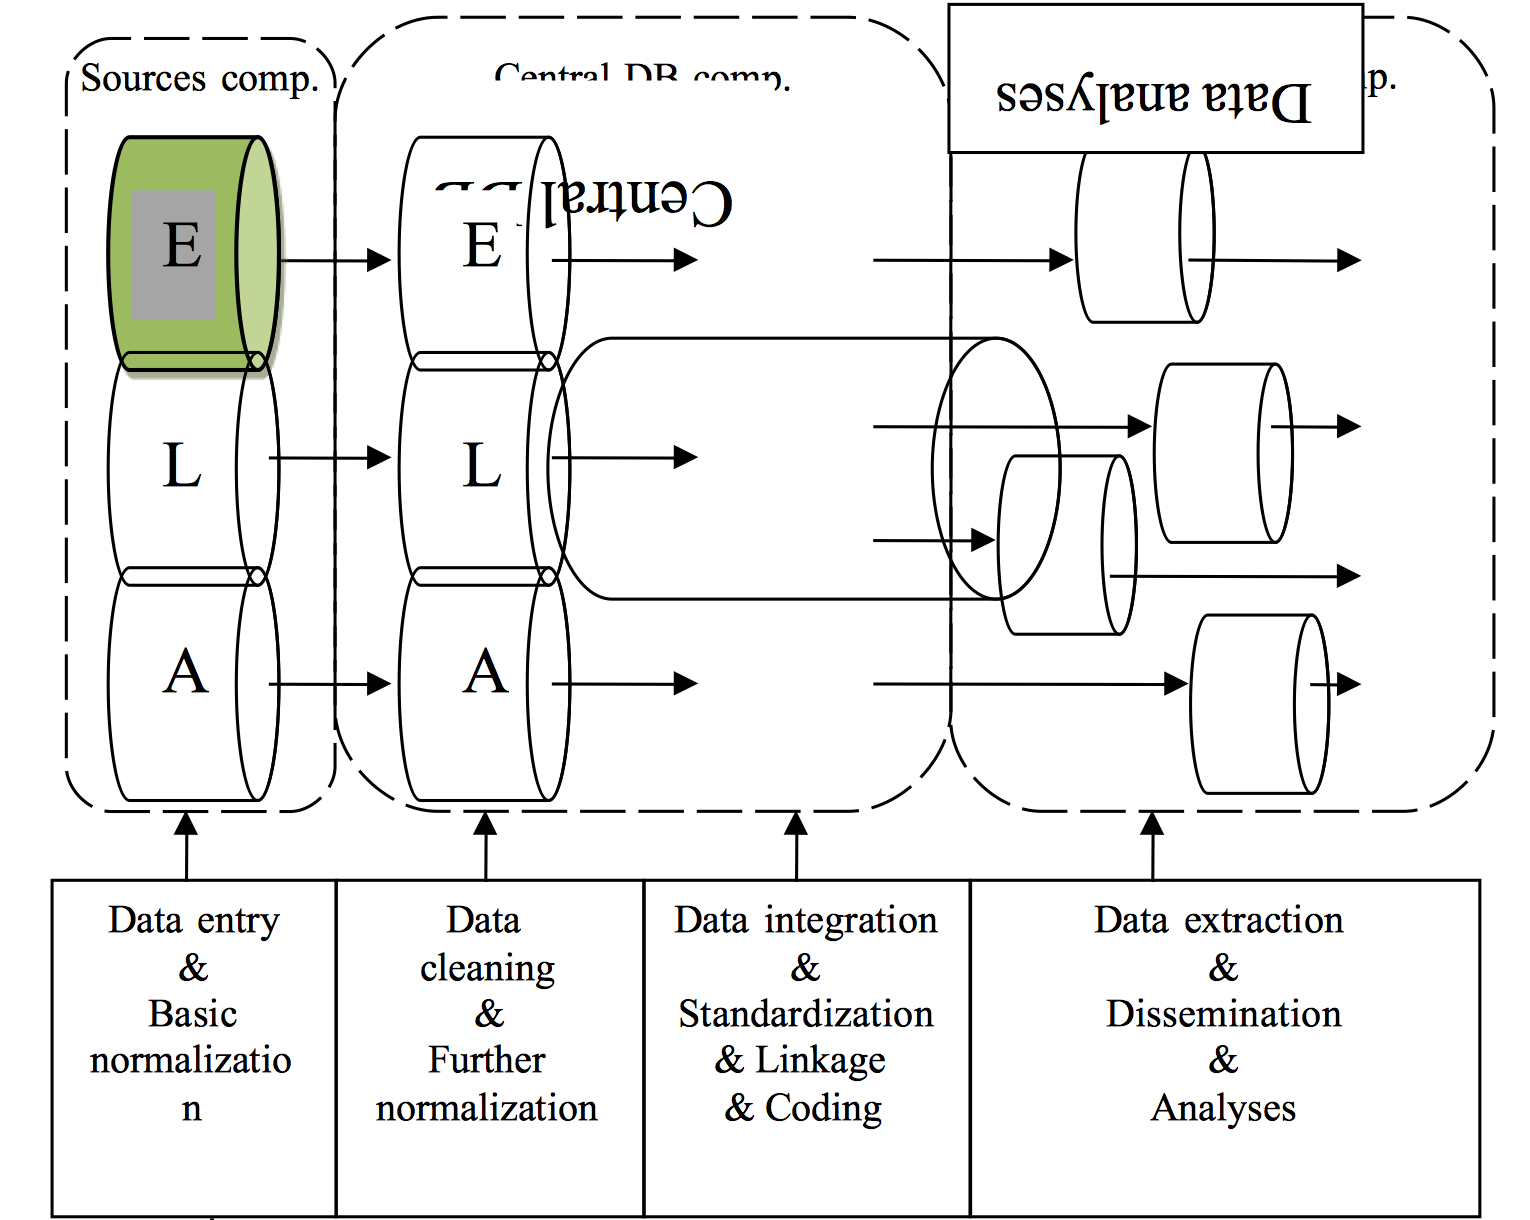 Sources comp.
Central DB comp.
p.
Data analyses
Central
E
E
L
L
A
A
Data entry
&
Basic
normalizatio
n
Data
cleaning
&
Further
normalization
Data integration
&
Standardization
& Linkage
& Coding
Data extraction
&
Dissemination
&
Analyses